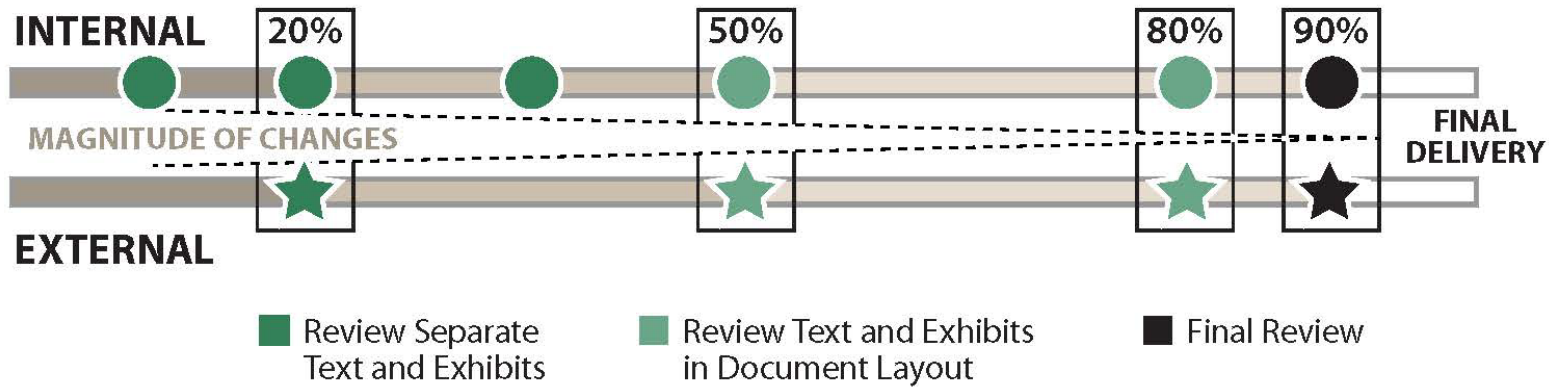 INTERNAL
20%
50%
80%
90%
MAGNITUDE OF CHANGES
FINAL
DELIVERY
EXTERNAL
Review Separate
Text and Exhibits
Review Text and Exhibits
in Document Layout
Final Review